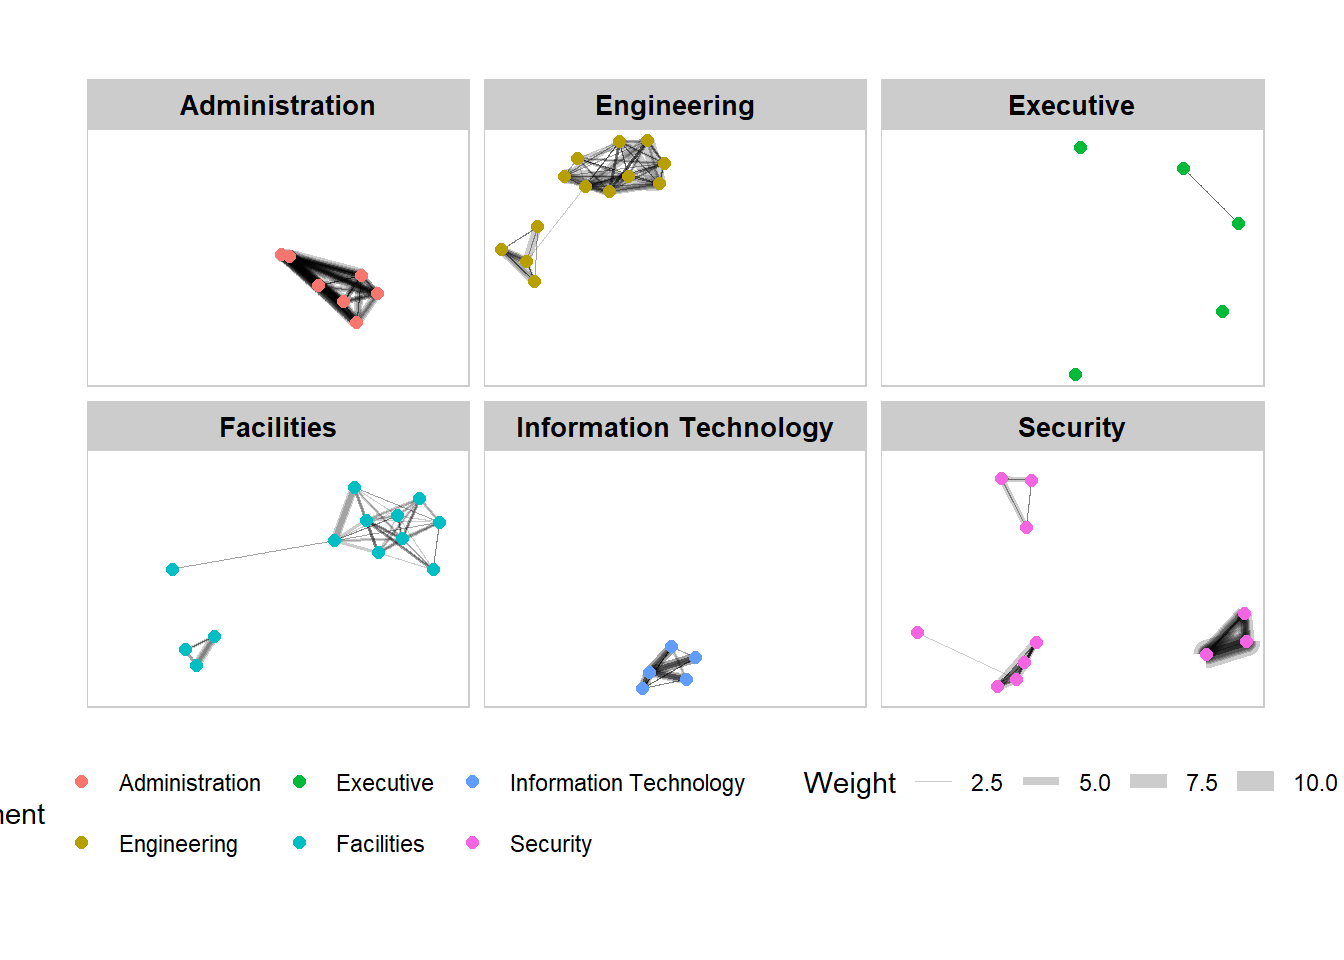 Administration
Engineering
Executive
Facilities
Information Technology
Security
Administration
Executive
Information Technology
Weight
2.5
5.0
7.5
10.0
nent
Engineering
Facilities
Security